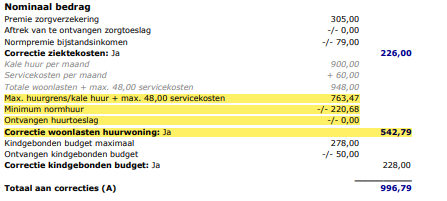 Nominaal bedrag
Premie zorgverzekering 305,00
Aftrek van te ontvangen zorgtoeslag -/- 0,00
Normpremie bijstandsinkomen -/- 79,00
Correctie ziektekosten: Ja 226,00
Kale huur per maand 900,00
Servicekosten per maand + 60,00
Totale woonlasten + max. 48,00 servicekosten 948,00
Max. huurgrens/kale huur + max. 48,00 servicekosten 763,47
Minimum normhuur -/- 220,68
Ontvangen huurtoeslag -/- 0,00
Correctie woonlasten huurwoning: Ja 542,79
Kindgebonden budget maximaal 278,00
Ontvangen kindgebonden budget -/- 50,00
Correctie kindgebonden budget: Ja 228,00
Totaal aan correcties (A) 996,79